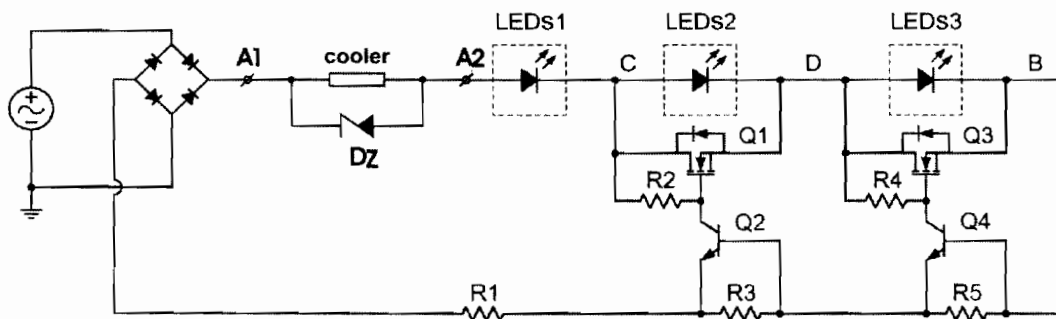 LEDs1 LEDs2 LEDs3
A1 cooler A2 C D B
DZ
Q1 Q3
R2 R4
Q2 Q4
R1 R3 R5